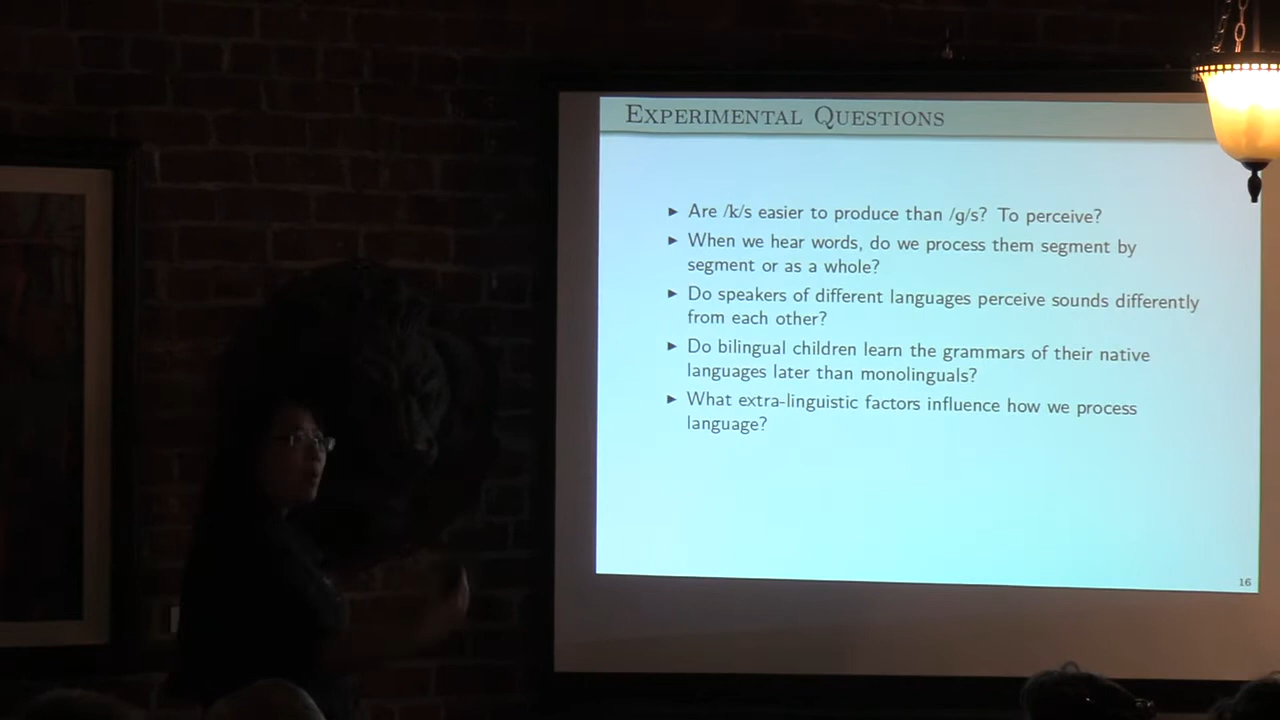 Experimental Questions
► Are /k/s easier to produce than /g/s? To perceive?
► When we hear words, do we process them segment by
segment or as a whole?
► Do speakers of different languages perceive sounds differently
from each other?
► Do bilingual children learn the grammars of their native
languages later than monolinguals?
► What extra-linguistic factors influence how we process
language?
16